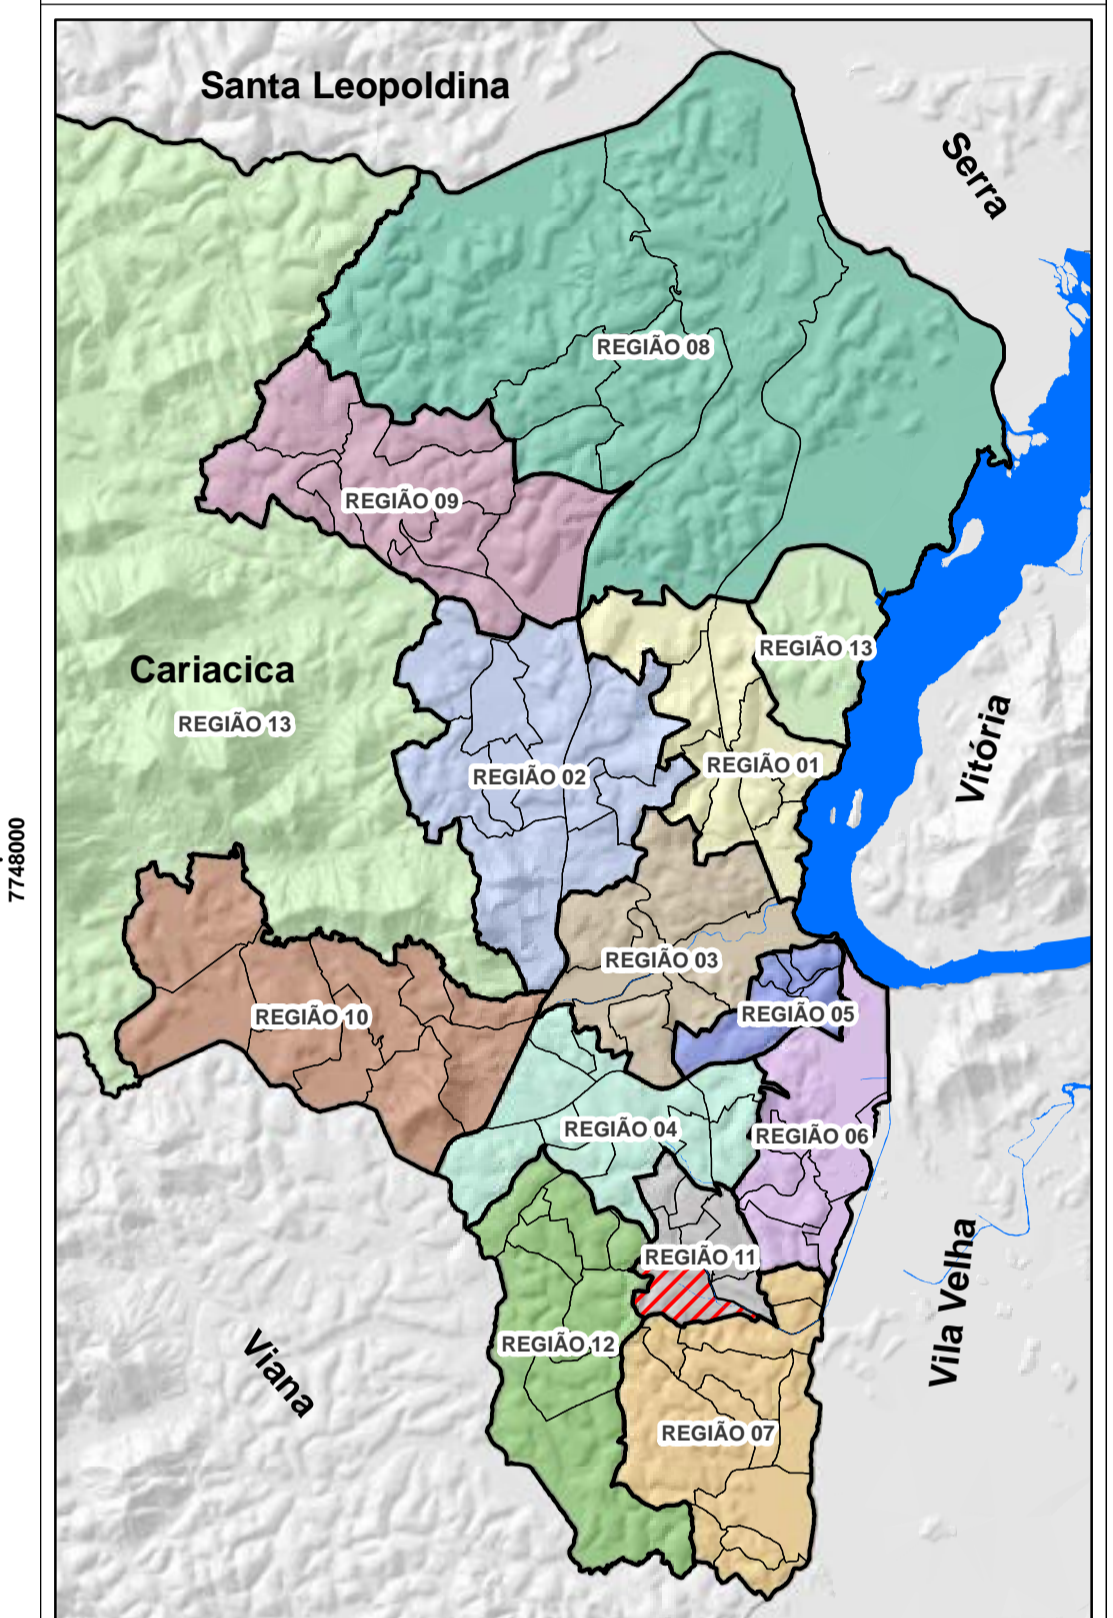 Santa Leopoldina
Serra
REGIÃO 08
REGIÃO 09
REGIÃO 13
Cariacica
REGIÃO 13
Vitória
REGIÃO 01
REGIÃO 02
7748000
REGIÃO 03
REGIÃO 05
REGIÃO 10
REGIÃO 04
REGIÃO 06
REGIÃO 11
Vila Velha
REGIÃO 12
Viana
REGIÃO 07